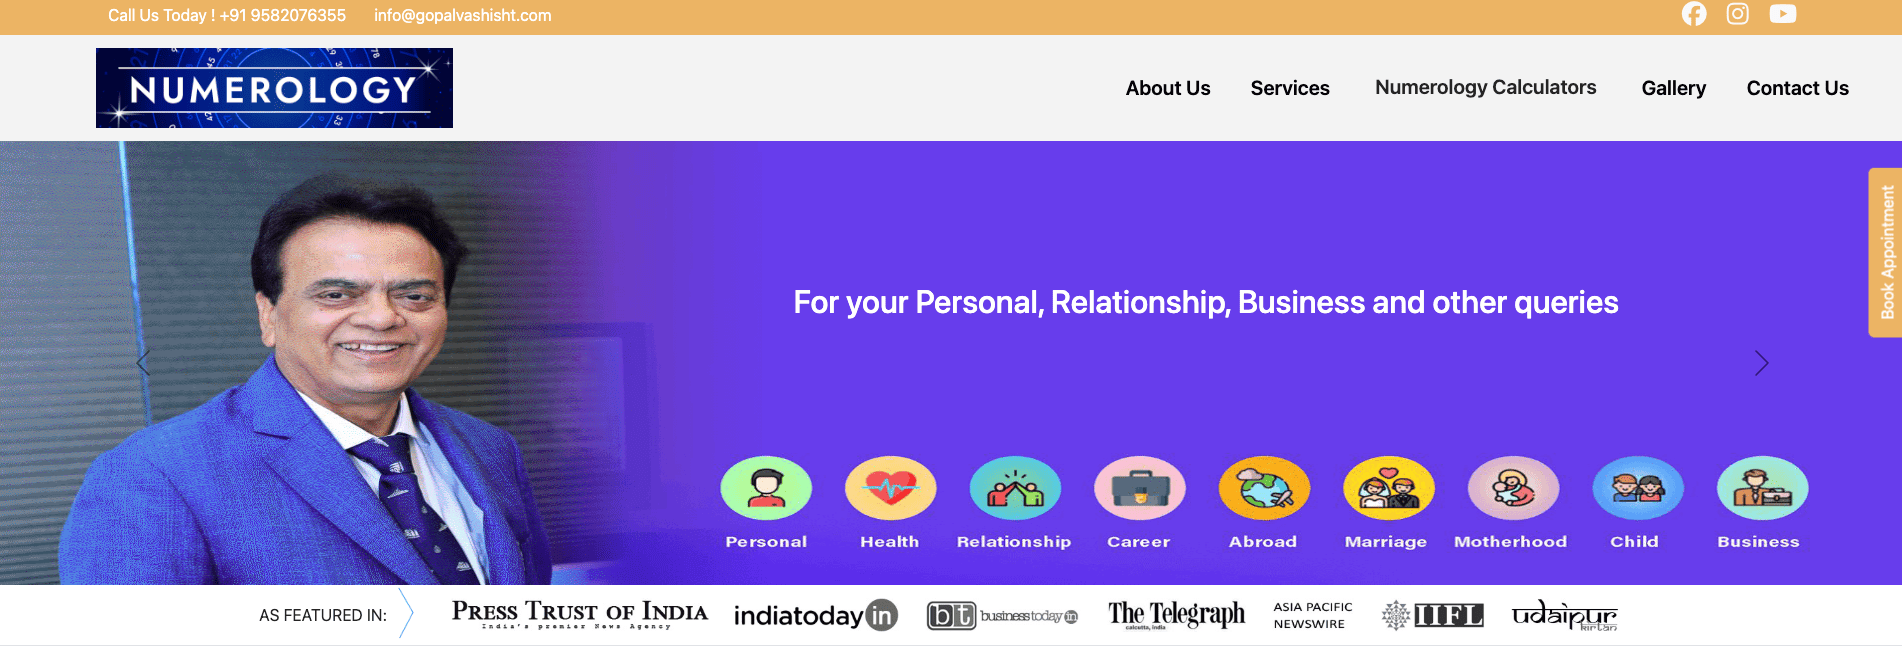 Call Us Today ! +91 9582076355 info@gopalvashisht.com
NUMEROLOGY
About Us Services Numerology Calculators Gallery Contact Us
Book Appointment
For your Personal, Relationship, Business and other queries
Personal Health Relationship Career Abroad Marriage Motherhood Child Business
AS FEATURED IN:
PRESS TRUST OF INDIA
India's premier News Agency
indiatoday in
bt businesstoday in
The Telegraph
calcutta, india
ASIA PACIFIC
NEWSWIRE
IIFL
udaipur
kirtan